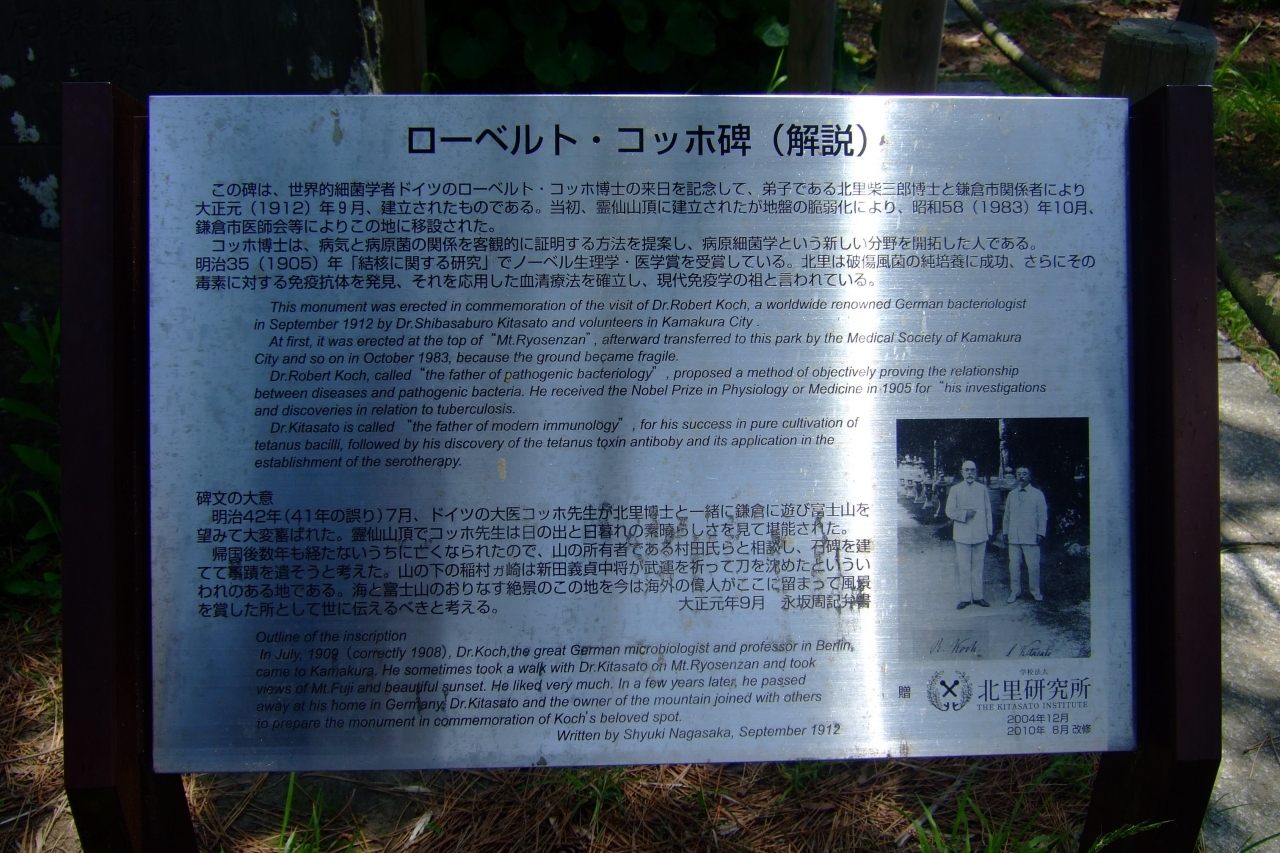 ローベルト・コッホ碑（解説）
この碑は、世界的細菌学者ドイツのローベルト・コッホ博士の来日を記念して、弟子である北里柴三郎博士と鎌倉市関係者により
大正元（1912）年9月、建立されたものである。当初、霊仙山頂に建立されたが地盤の脆弱化により、昭和58（1983）年10月、
鎌倉市医師会等によりこの地に移設された。
コッホ博士は、病気と病原菌の関係を客観的に証明する方法を提案し、病原細菌学という新しい分野を開拓した人である。
明治35（1905）年「結核に関する研究」でノーベル生理学・医学賞を受賞している。北里は破傷風菌の純培養に成功、さらにその
毒素に対する免疫抗体を発見、それを応用した血清療法を確立し、現代免疫学の祖と言われている。
This monument was erected in commemoration of the visit of Dr.Robert Koch, a worldwide renowned German bacteriologist
in September 1912 by Dr.Shibasaburo Kitasato and volunteers in Kamakura City .
At first, it was erected at the top of “Mt.Ryosenzan”, afterward transferred to this park by the Medical Society of Kamakura
City and so on in October 1983, because the ground became fragile.
Dr.Robert Koch, called “the father of pathogenic bacteriology” , proposed a method of objectively proving the relationship
between diseases and pathogenic bacteria. He received the Nobel Prize in Physiology or Medicine in 1905 for “his investigations
and discoveries in relation to tuberculosis.
Dr.Kitasato is called “the father of modern immunology” , for his success in pure cultivation of
tetanus bacilli, followed by his discovery of the tetanus toxin antiboby and its application in the
establishment of the serotherapy.
碑文の大意
明治42年(41年の誤り)7月、ドイツの大医コッホ先生が北里博士と一緒に鎌倉に遊び富士山を
望みて大変喜ばれた。霊仙山頂でコッホ先生は日の出と日暮れの素晴らしさを見て堪能された。
帰国後数年も経たないうちに亡くなられたので、山の所有者である村田氏らと相談し、石碑を建
てて事蹟を遺そうと考えた。山の下の稲村ヵ崎は新田義貞中将が武運を祈って刀を沈めたというい
われのある地である。海と富士山のおりなす絶景のこの地を今は海外の偉人がここに留まって風景
を賞した所として世に伝えるべきと考える。 大正元年9月 永坂周記弁書
Outline of the inscription
In July, 1909（correctly 1908), Dr.Koch,the great German microbiologist and professor in Berlin,
came to Kamakura. He sometimes took a walk with Dr.Kitasato on Mt.Ryosenzan and took
views of Mt.Fuji and beautiful sunset. He liked very much. In a few years later, he passed
away at his home in Germany. Dr.Kitasato and the owner of the mountain joined with others
to prepare the monument in commemoration of Koch's beloved spot.
Written by Shyuki Nagasaka, September 1912
R. Koch
S. Kitasato
贈
学校法人
北里研究所
THE KITASATO INSTITUTE
2004年12月
2010年 8月 改修